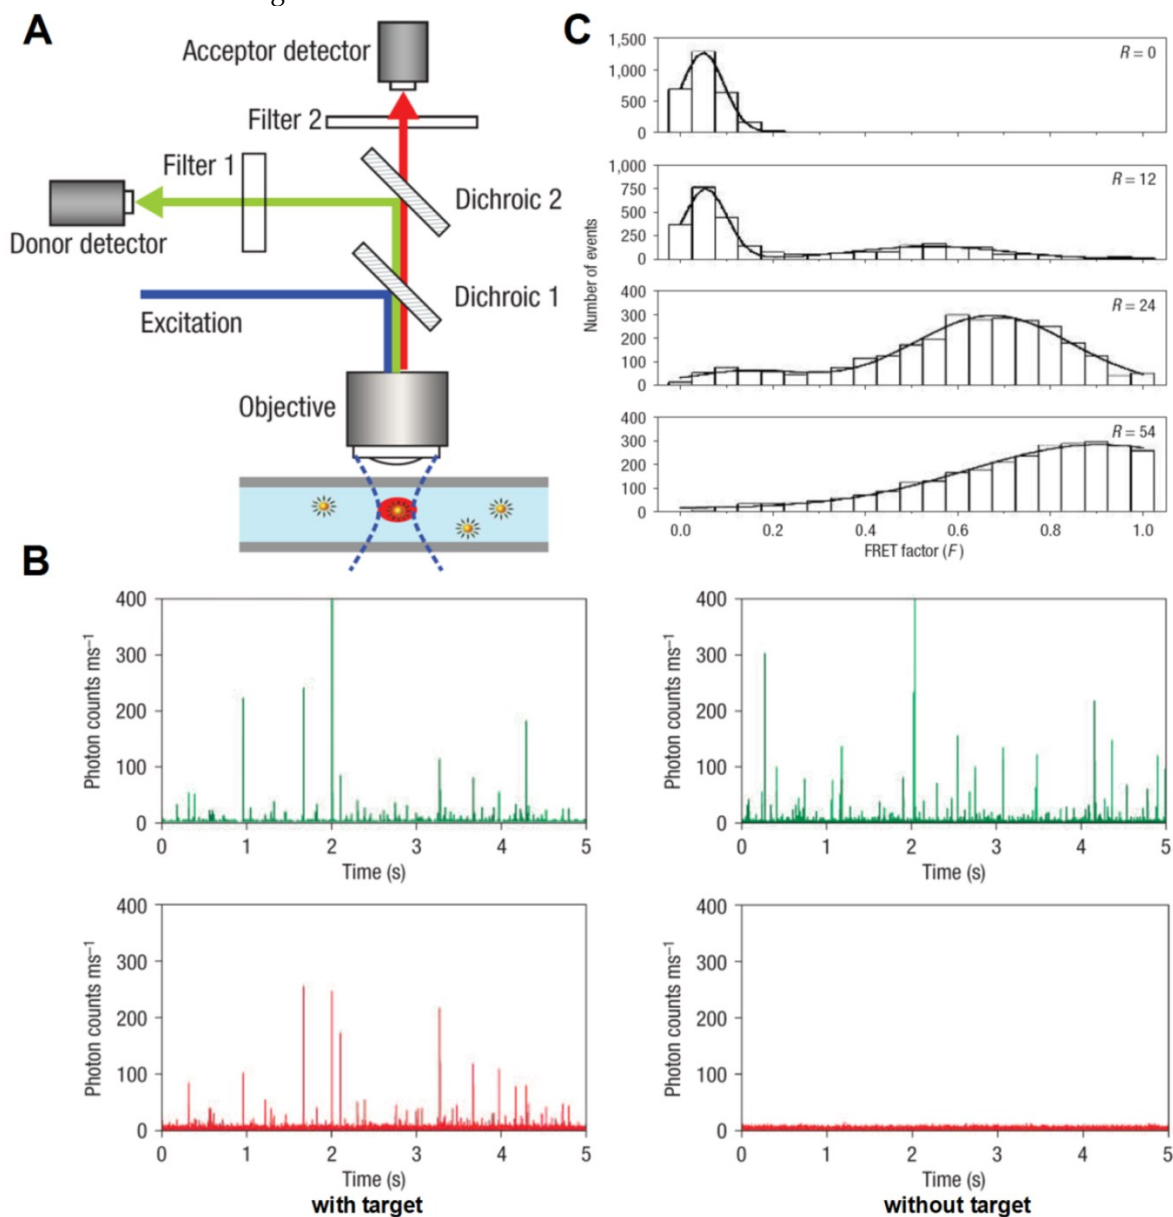 A
Acceptor detector
Filter 2
Filter 1
Dichroic 2
Donor detector
Dichroic 1
Excitation
Objective
C
1,500
1,000
500
0
R = 0
1,000
750
500
250
0
R = 12
Number of events
400
300
200
100
0
R = 24
400
300
200
100
0
R = 54
0.0 0.2 0.4 0.6 0.8 1.0
FRET factor (F)
B
400
300
200
100
0
Photon counts ms⁻¹
0 1 2 3 4 5
Time (s)
400
300
200
100
0
Photon counts ms⁻¹
0 1 2 3 4 5
Time (s)
400
300
200
100
0
Photon counts ms⁻¹
0 1 2 3 4 5
Time (s)
with target
400
300
200
100
0
Photon counts ms⁻¹
0 1 2 3 4 5
Time (s)
without target